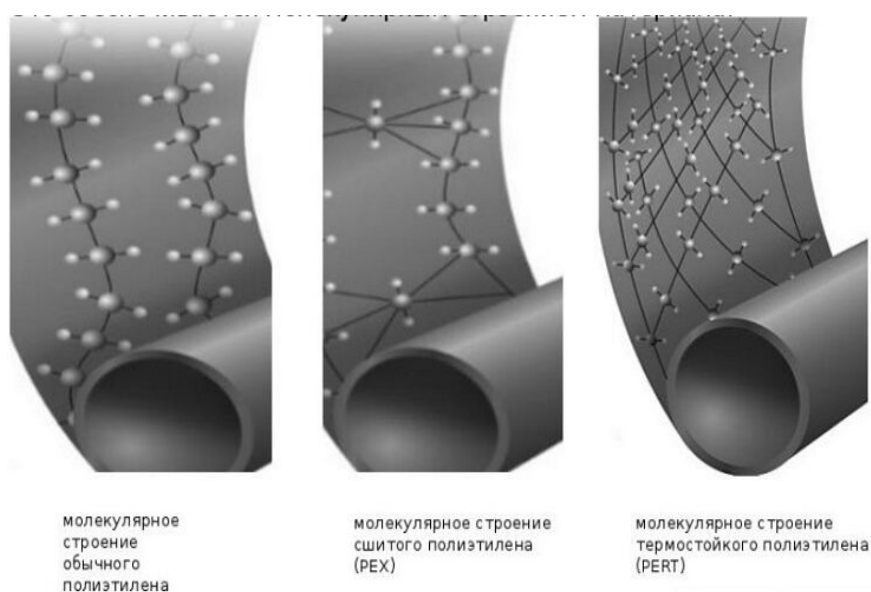 молекулярное
строение
обычного
полиэтилена
молекулярное строение
сшитого полиэтилена
(PEX)
молекулярное строение
термостойкого полиэтилена
(PERT)